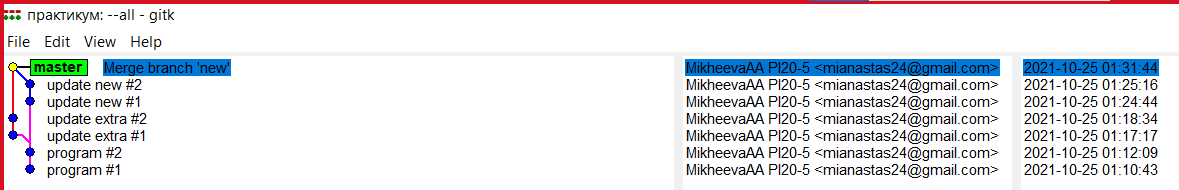 практикум: --all - gitk
File Edit View Help
master Merge branch 'new' MikheevaAA PI20-5 <mianastas24@gmail.com> 2021-10-25 01:31:44
update new #2 MikheevaAA PI20-5 <mianastas24@gmail.com> 2021-10-25 01:25:16
update new #1 MikheevaAA PI20-5 <mianastas24@gmail.com> 2021-10-25 01:24:44
update extra #2 MikheevaAA PI20-5 <mianastas24@gmail.com> 2021-10-25 01:18:34
update extra #1 MikheevaAA PI20-5 <mianastas24@gmail.com> 2021-10-25 01:17:17
program #2 MikheevaAA PI20-5 <mianastas24@gmail.com> 2021-10-25 01:12:09
program #1 MikheevaAA PI20-5 <mianastas24@gmail.com> 2021-10-25 01:10:43